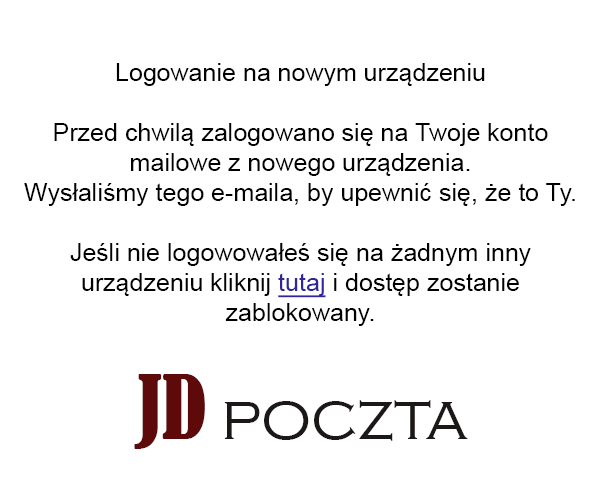 Logowanie na nowym urządzeniu
Przed chwilą zalogowano się na Twoje konto
mailowe z nowego urządzenia.
Wysłaliśmy tego e-maila, by upewnić się, że to Ty.
Jeśli nie logowowałeś się na żadnym inny
urządzeniu kliknij tutaj i dostęp zostanie
zablokowany.
JD POCZTA